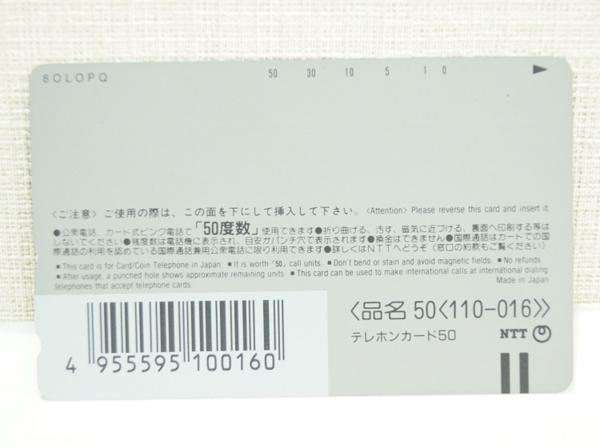 80LOPQ
50 30 10 5 1 0
〈ご注意〉ご使用の際は、この面を下にして挿入して下さい。〈Attention〉Please reverse this card and insert it.
●公衆電話、カード式ピンク電話で「50度数」使用できます●折り曲げる、汚す、磁気に近づける、裏面へ印刷する等は
しないでください●残度数は電話機に表示され、目安がパンチ穴で表示されます●換金はできません●国際通話はカードでの国
際通話の利用を認めている国際通話兼用公衆電話に限り利用できます●詳しくはNTTへどうぞ(窓口の約款もご覧ください)
■This card is for Card/Coin Telephone in Japan. ■It is worth「50」call units. ■Don't bend or stain and avoid magnetic fields. ■No refunds.
■After usage, a punched hole shows approximate remaining units. ■This card can be used to make international calls at international dialing
telephones that accept telephone cards.
Made in Japan
〈品名 50〈110-016〉〉
テレホンカード50
NTT
4 955595 100160